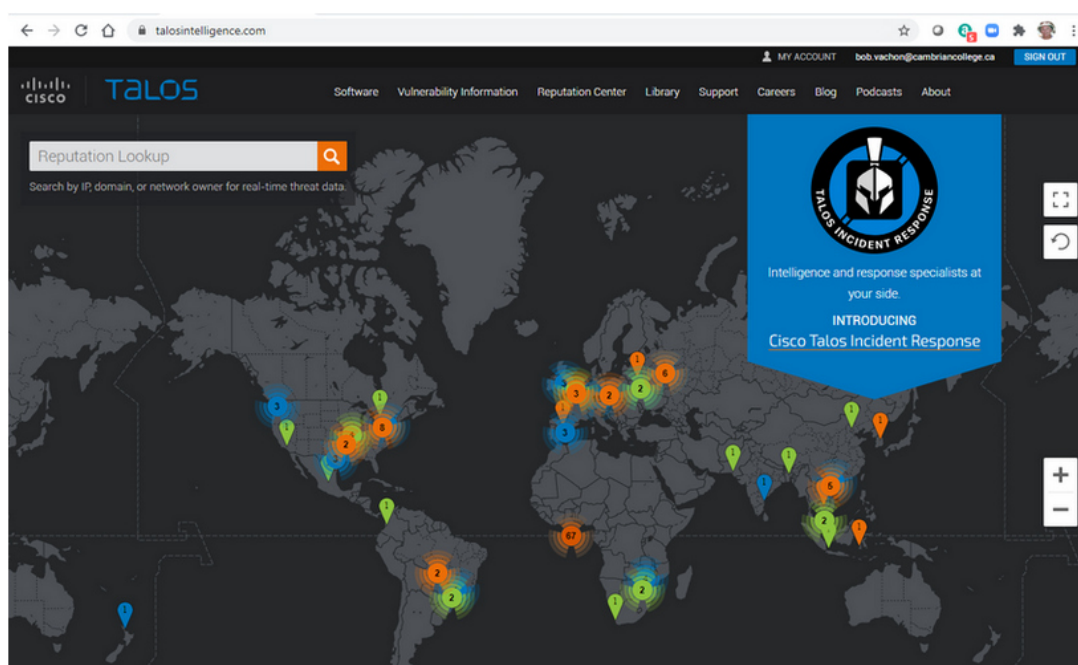 talosintelligence.com
MY ACCOUNT bob.vachon@cambriancollege.ca SIGN OUT
CISCO TALOS Software Vulnerability Information Reputation Center Library Support Careers Blog Podcasts About
Reputation Lookup
Search by IP, domain, or network owner for real-time threat data.
TALOS INCIDENT RESPONSE
Intelligence and response specialists at
your side.
INTRODUCING
Cisco Talos Incident Response
1
6
3
2
2
1
3
1
8
1
2
3
1
1
1
1
1
1
1
5
2
1
1
67
2
2
2
1
1